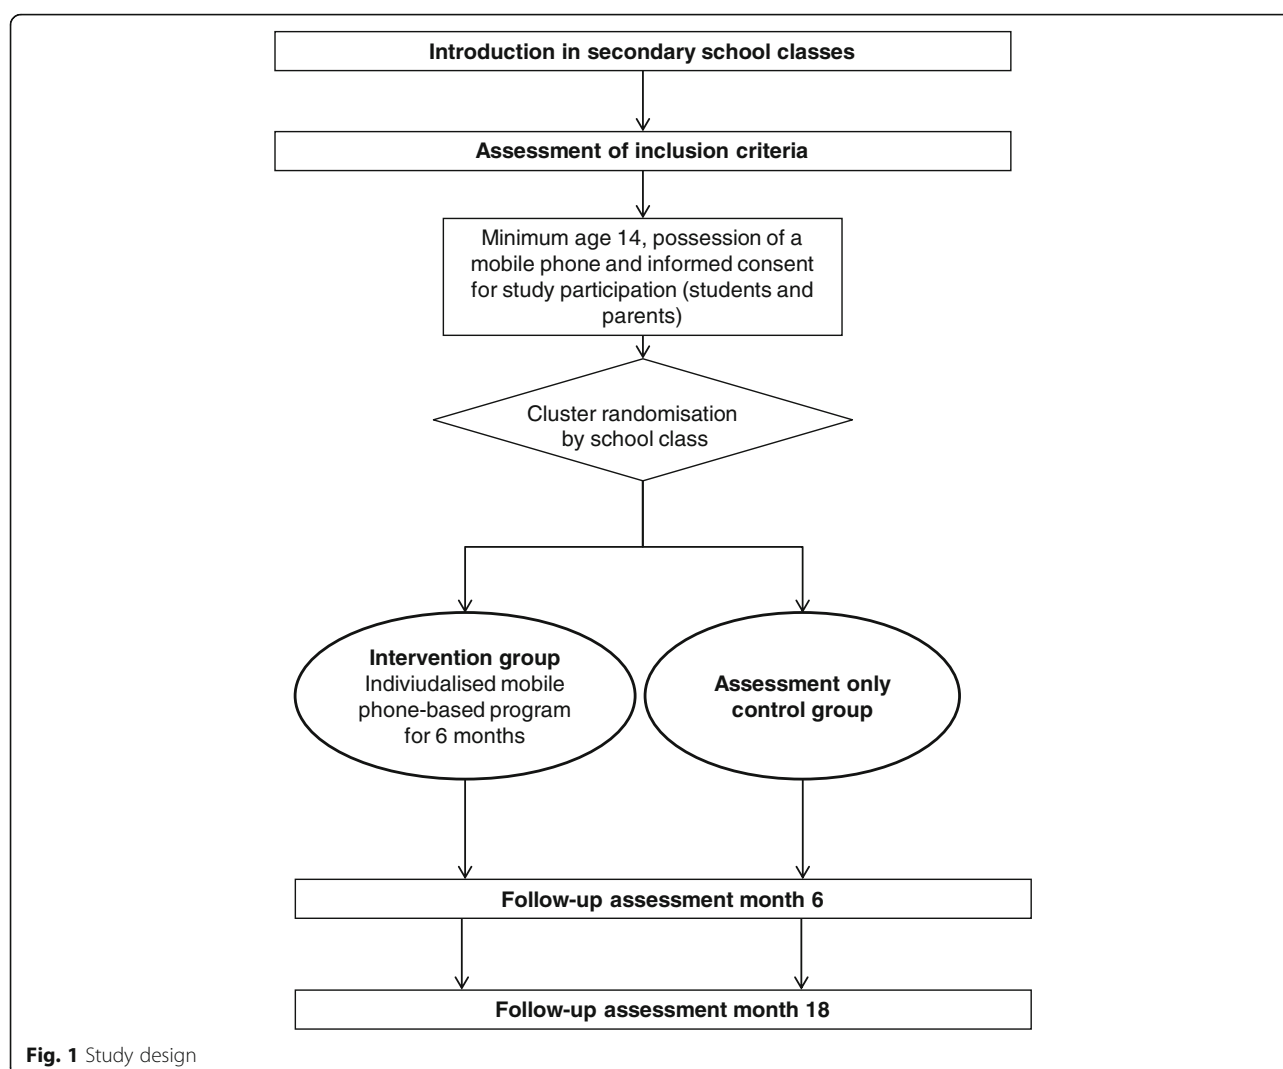 Introduction in secondary school classes
Assessment of inclusion criteria
Minimum age 14, possession of a
mobile phone and informed consent
for study participation (students and
parents)
Cluster randomisation
by school class
Intervention group
Indiviudalised mobile
phone-based program
for 6 months
Assessment only
control group
Follow-up assessment month 6
Follow-up assessment month 18
Fig. 1 Study design